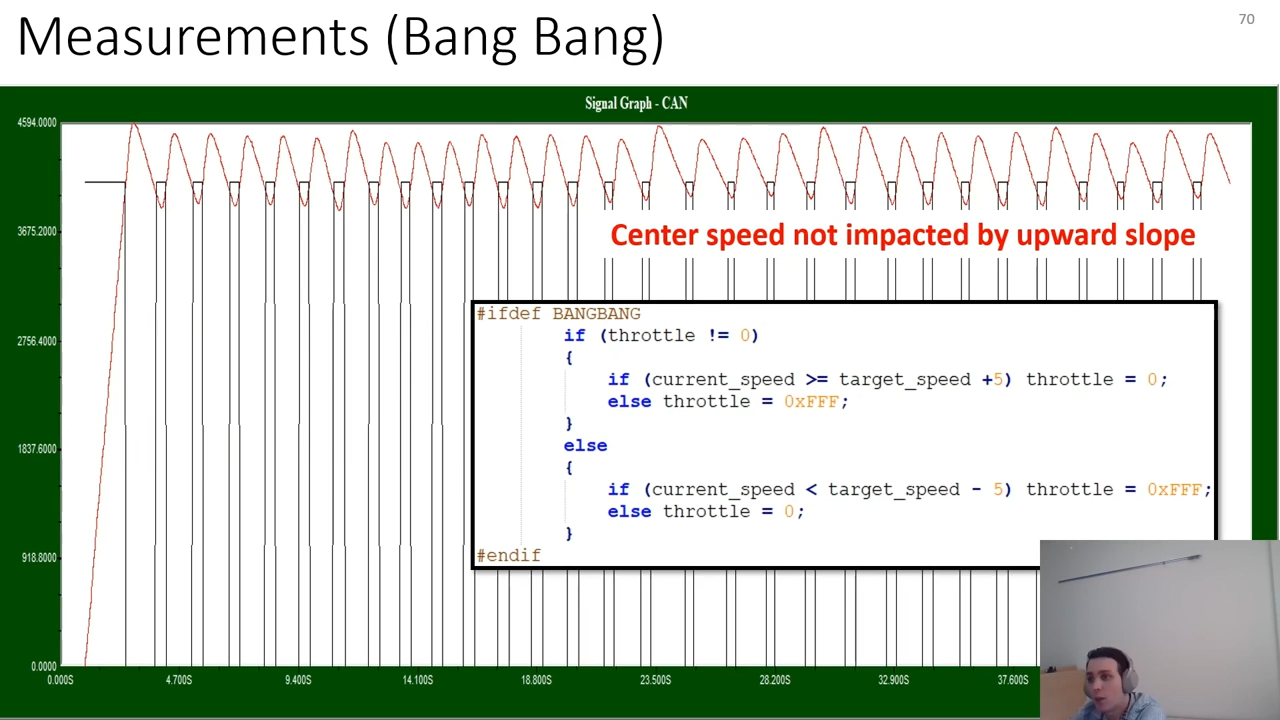 Measurements (Bang Bang)
70
Signal Graph - CAN
4594.0000
3675.2000
2756.4000
1837.6000
918.8000
0.0000
0.000S
4.700S
9.400S
14.100S
18.800S
23.500S
28.200S
32.900S
37.600S
Center speed not impacted by upward slope
#ifdef BANGBANG
if (throttle != 0)
{
if (current_speed >= target_speed +5) throttle = 0;
else throttle = 0xFFF;
}
else
{
if (current_speed < target_speed - 5) throttle = 0xFFF;
else throttle = 0;
}
#endif